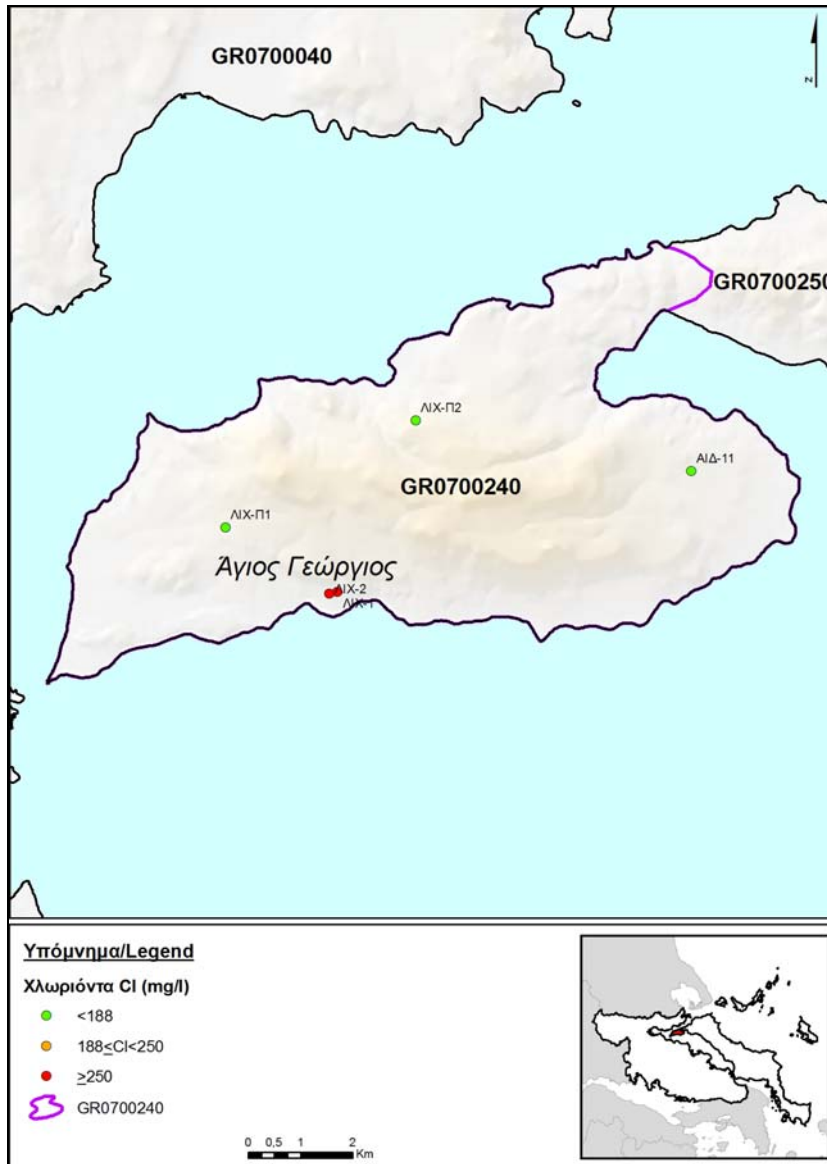 GR0700040
z
GR0700250
ΛΙΧ-Π2
ΑΙΔ-11
GR0700240
ΛΙΧ-Π1
Άγιος Γεώργιος
ΛΙΧ-2
ΛΙΧ-1
Υπόμνημα/Legend
Χλωριόντα Cl (mg/l)
<188
188≤Cl<250
≥250
GR0700240
0 0,5 1 2
Km